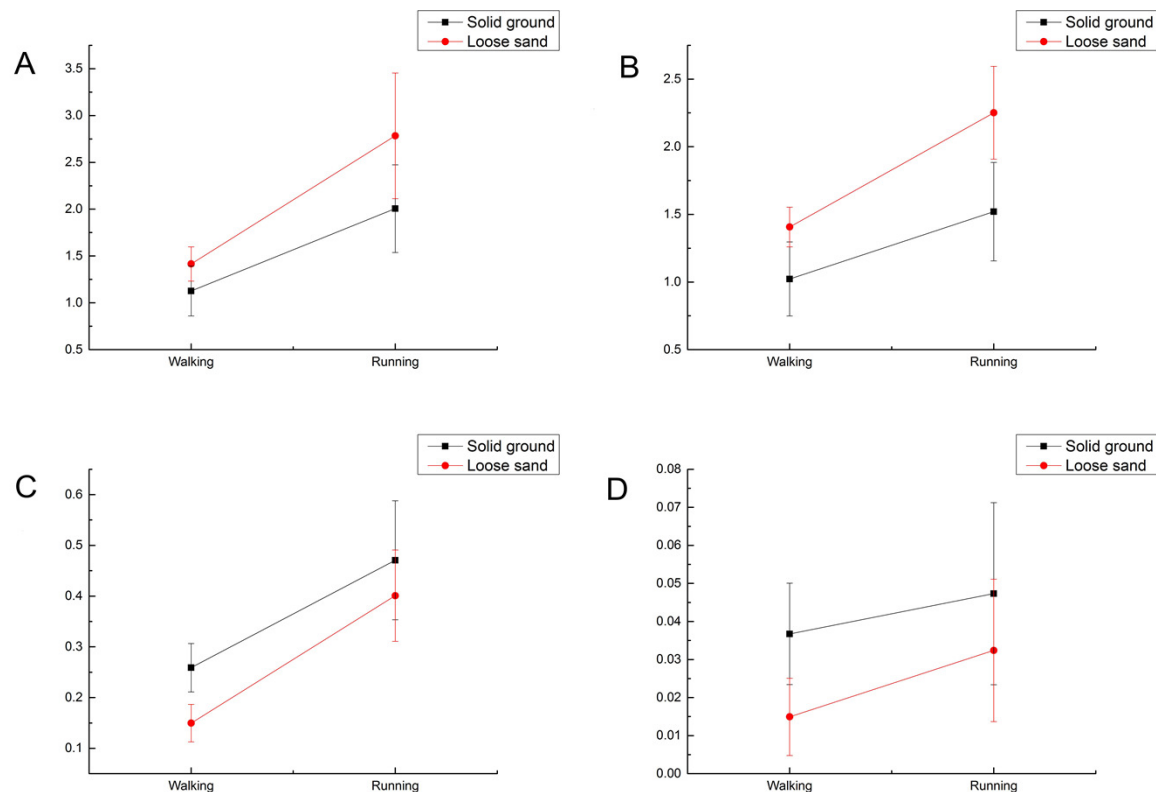 A
Solid ground
Loose sand
3.5
3.0
2.5
2.0
1.5
1.0
0.5
Walking Running
B
Solid ground
Loose sand
2.5
2.0
1.5
1.0
0.5
Walking Running
C
Solid ground
Loose sand
0.6
0.5
0.4
0.3
0.2
0.1
Walking Running
D
Solid ground
Loose sand
0.08
0.07
0.06
0.05
0.04
0.03
0.02
0.01
0.00
Walking Running